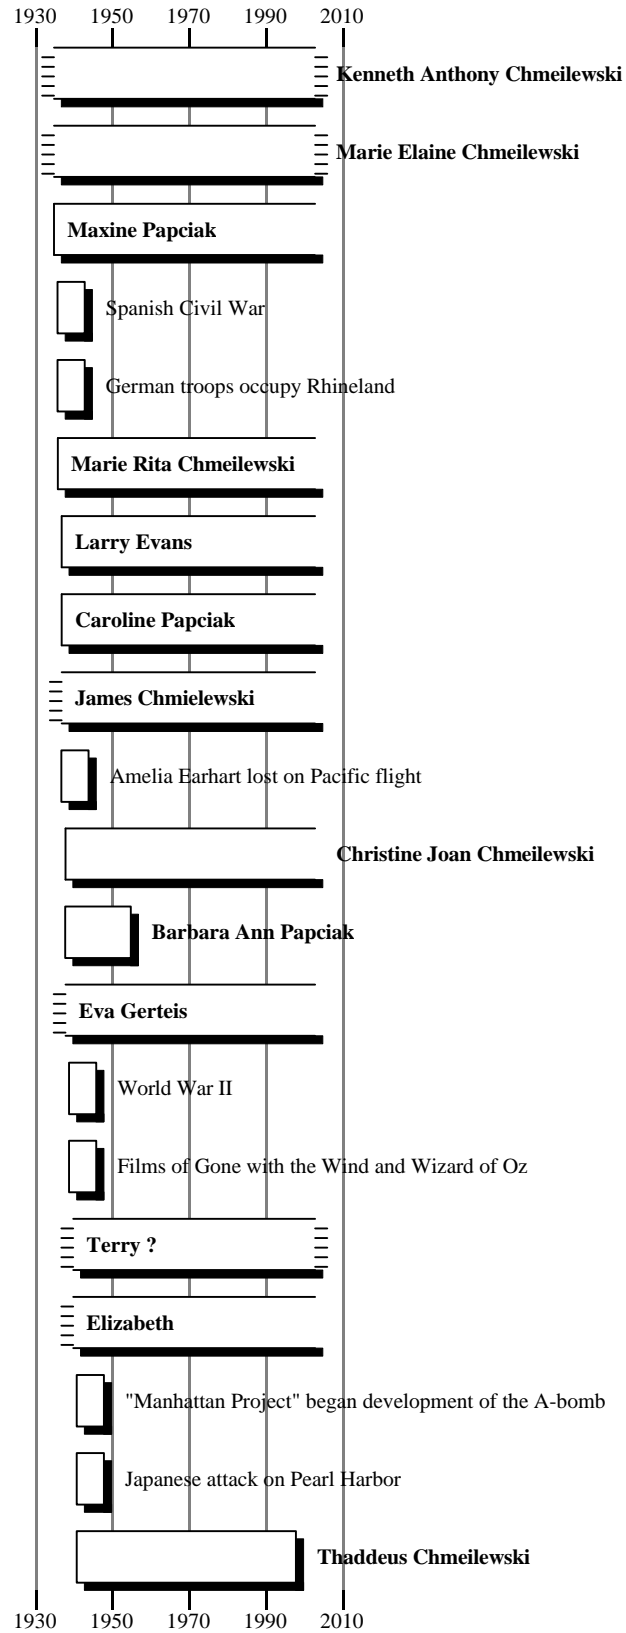 1930 1950 1970 1990 2010
Kenneth Anthony Chmeilewski
Marie Elaine Chmeilewski
Maxine Papciak
Spanish Civil War
German troops occupy Rhineland
Marie Rita Chmeilewski
Larry Evans
Caroline Papciak
James Chmielewski
Amelia Earhart lost on Pacific flight
Christine Joan Chmeilewski
Barbara Ann Papciak
Eva Gerteis
World War II
Films of Gone with the Wind and Wizard of Oz
Terry ?
Elizabeth
"Manhattan Project" began development of the A-bomb
Japanese attack on Pearl Harbor
Thaddeus Chmeilewski
1930 1950 1970 1990 2010